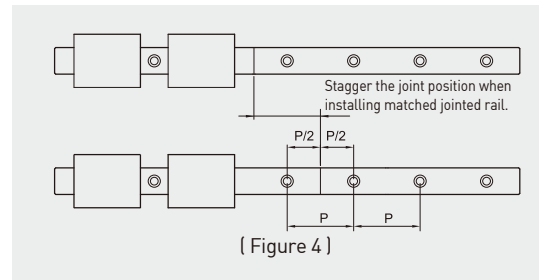 Stagger the joint position when
installing matched jointed rail.
P/2 P/2
P P
( Figure 4 )